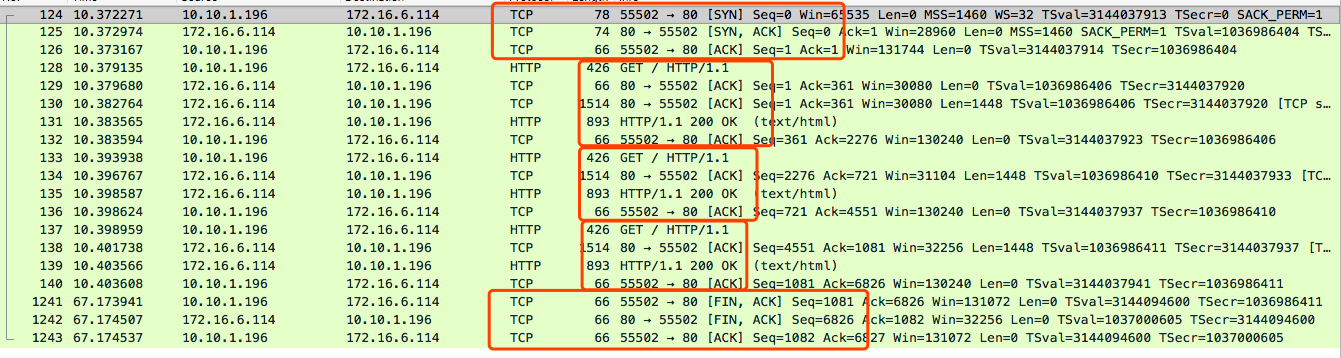 124 10.372271 10.10.1.196 172.16.6.114 TCP 78 55502 → 80 [SYN] Seq=0 Win=65535 Len=0 MSS=1460 WS=32 TSval=3144037913 TSecr=0 SACK_PERM=1
125 10.372974 172.16.6.114 10.10.1.196 TCP 74 80 → 55502 [SYN, ACK] Seq=0 Ack=1 Win=28960 Len=0 MSS=1460 SACK_PERM=1 TSval=1036986404 TS…
126 10.373167 10.10.1.196 172.16.6.114 TCP 66 55502 → 80 [ACK] Seq=1 Ack=1 Win=131744 Len=0 TSval=3144037914 TSecr=1036986404
128 10.379135 10.10.1.196 172.16.6.114 HTTP 426 GET / HTTP/1.1
129 10.379680 172.16.6.114 10.10.1.196 TCP 66 80 → 55502 [ACK] Seq=1 Ack=361 Win=30080 Len=0 TSval=1036986406 TSecr=3144037920
130 10.382764 172.16.6.114 10.10.1.196 TCP 1514 80 → 55502 [ACK] Seq=1 Ack=361 Win=30080 Len=1448 TSval=1036986406 TSecr=3144037920 [TCP s…
131 10.383565 172.16.6.114 10.10.1.196 HTTP 893 HTTP/1.1 200 OK (text/html)
132 10.383594 10.10.1.196 172.16.6.114 TCP 66 55502 → 80 [ACK] Seq=361 Ack=2276 Win=130240 Len=0 TSval=3144037923 TSecr=1036986406
133 10.393938 10.10.1.196 172.16.6.114 HTTP 426 GET / HTTP/1.1
134 10.396767 172.16.6.114 10.10.1.196 TCP 1514 80 → 55502 [ACK] Seq=2276 Ack=721 Win=31104 Len=1448 TSval=1036986410 TSecr=3144037933 [TC…
135 10.398587 172.16.6.114 10.10.1.196 HTTP 893 HTTP/1.1 200 OK (text/html)
136 10.398624 10.10.1.196 172.16.6.114 TCP 66 55502 → 80 [ACK] Seq=721 Ack=4551 Win=130240 Len=0 TSval=3144037937 TSecr=1036986410
137 10.398959 10.10.1.196 172.16.6.114 HTTP 426 GET / HTTP/1.1
138 10.401738 172.16.6.114 10.10.1.196 TCP 1514 80 → 55502 [ACK] Seq=4551 Ack=1081 Win=32256 Len=1448 TSval=1036986411 TSecr=3144037937 [T…
139 10.403566 172.16.6.114 10.10.1.196 HTTP 893 HTTP/1.1 200 OK (text/html)
140 10.403608 10.10.1.196 172.16.6.114 TCP 66 55502 → 80 [ACK] Seq=1081 Ack=6826 Win=130240 Len=0 TSval=3144037941 TSecr=1036986411
1241 67.173941 10.10.1.196 172.16.6.114 TCP 66 55502 → 80 [FIN, ACK] Seq=1081 Ack=6826 Win=131072 Len=0 TSval=3144094600 TSecr=1036986411
1242 67.174507 172.16.6.114 10.10.1.196 TCP 66 80 → 55502 [FIN, ACK] Seq=6826 Ack=1082 Win=32256 Len=0 TSval=1037000605 TSecr=3144094600
1243 67.174537 10.10.1.196 172.16.6.114 TCP 66 55502 → 80 [ACK] Seq=1082 Ack=6827 Win=131072 Len=0 TSval=3144094600 TSecr=1037000605